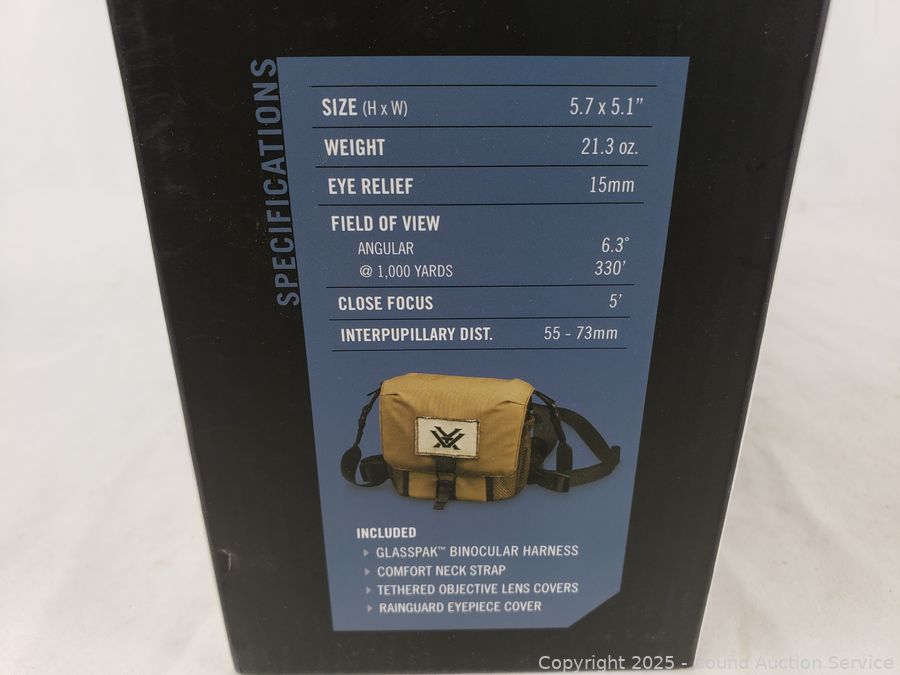 SPECIFICATIONS
SIZE (H x W) 5.7 x 5.1”
WEIGHT 21.3 oz.
EYE RELIEF 15mm
FIELD OF VIEW
ANGULAR 6.3°
@ 1,000 YARDS 330’
CLOSE FOCUS 5’
INTERPUPILLARY DIST. 55 - 73mm
INCLUDED
GLASSPAK™ BINOCULAR HARNESS
COMFORT NECK STRAP
TETHERED OBJECTIVE LENS COVERS
RAINGUARD EYEPIECE COVER
Copyright 2025 - Sound Auction Service